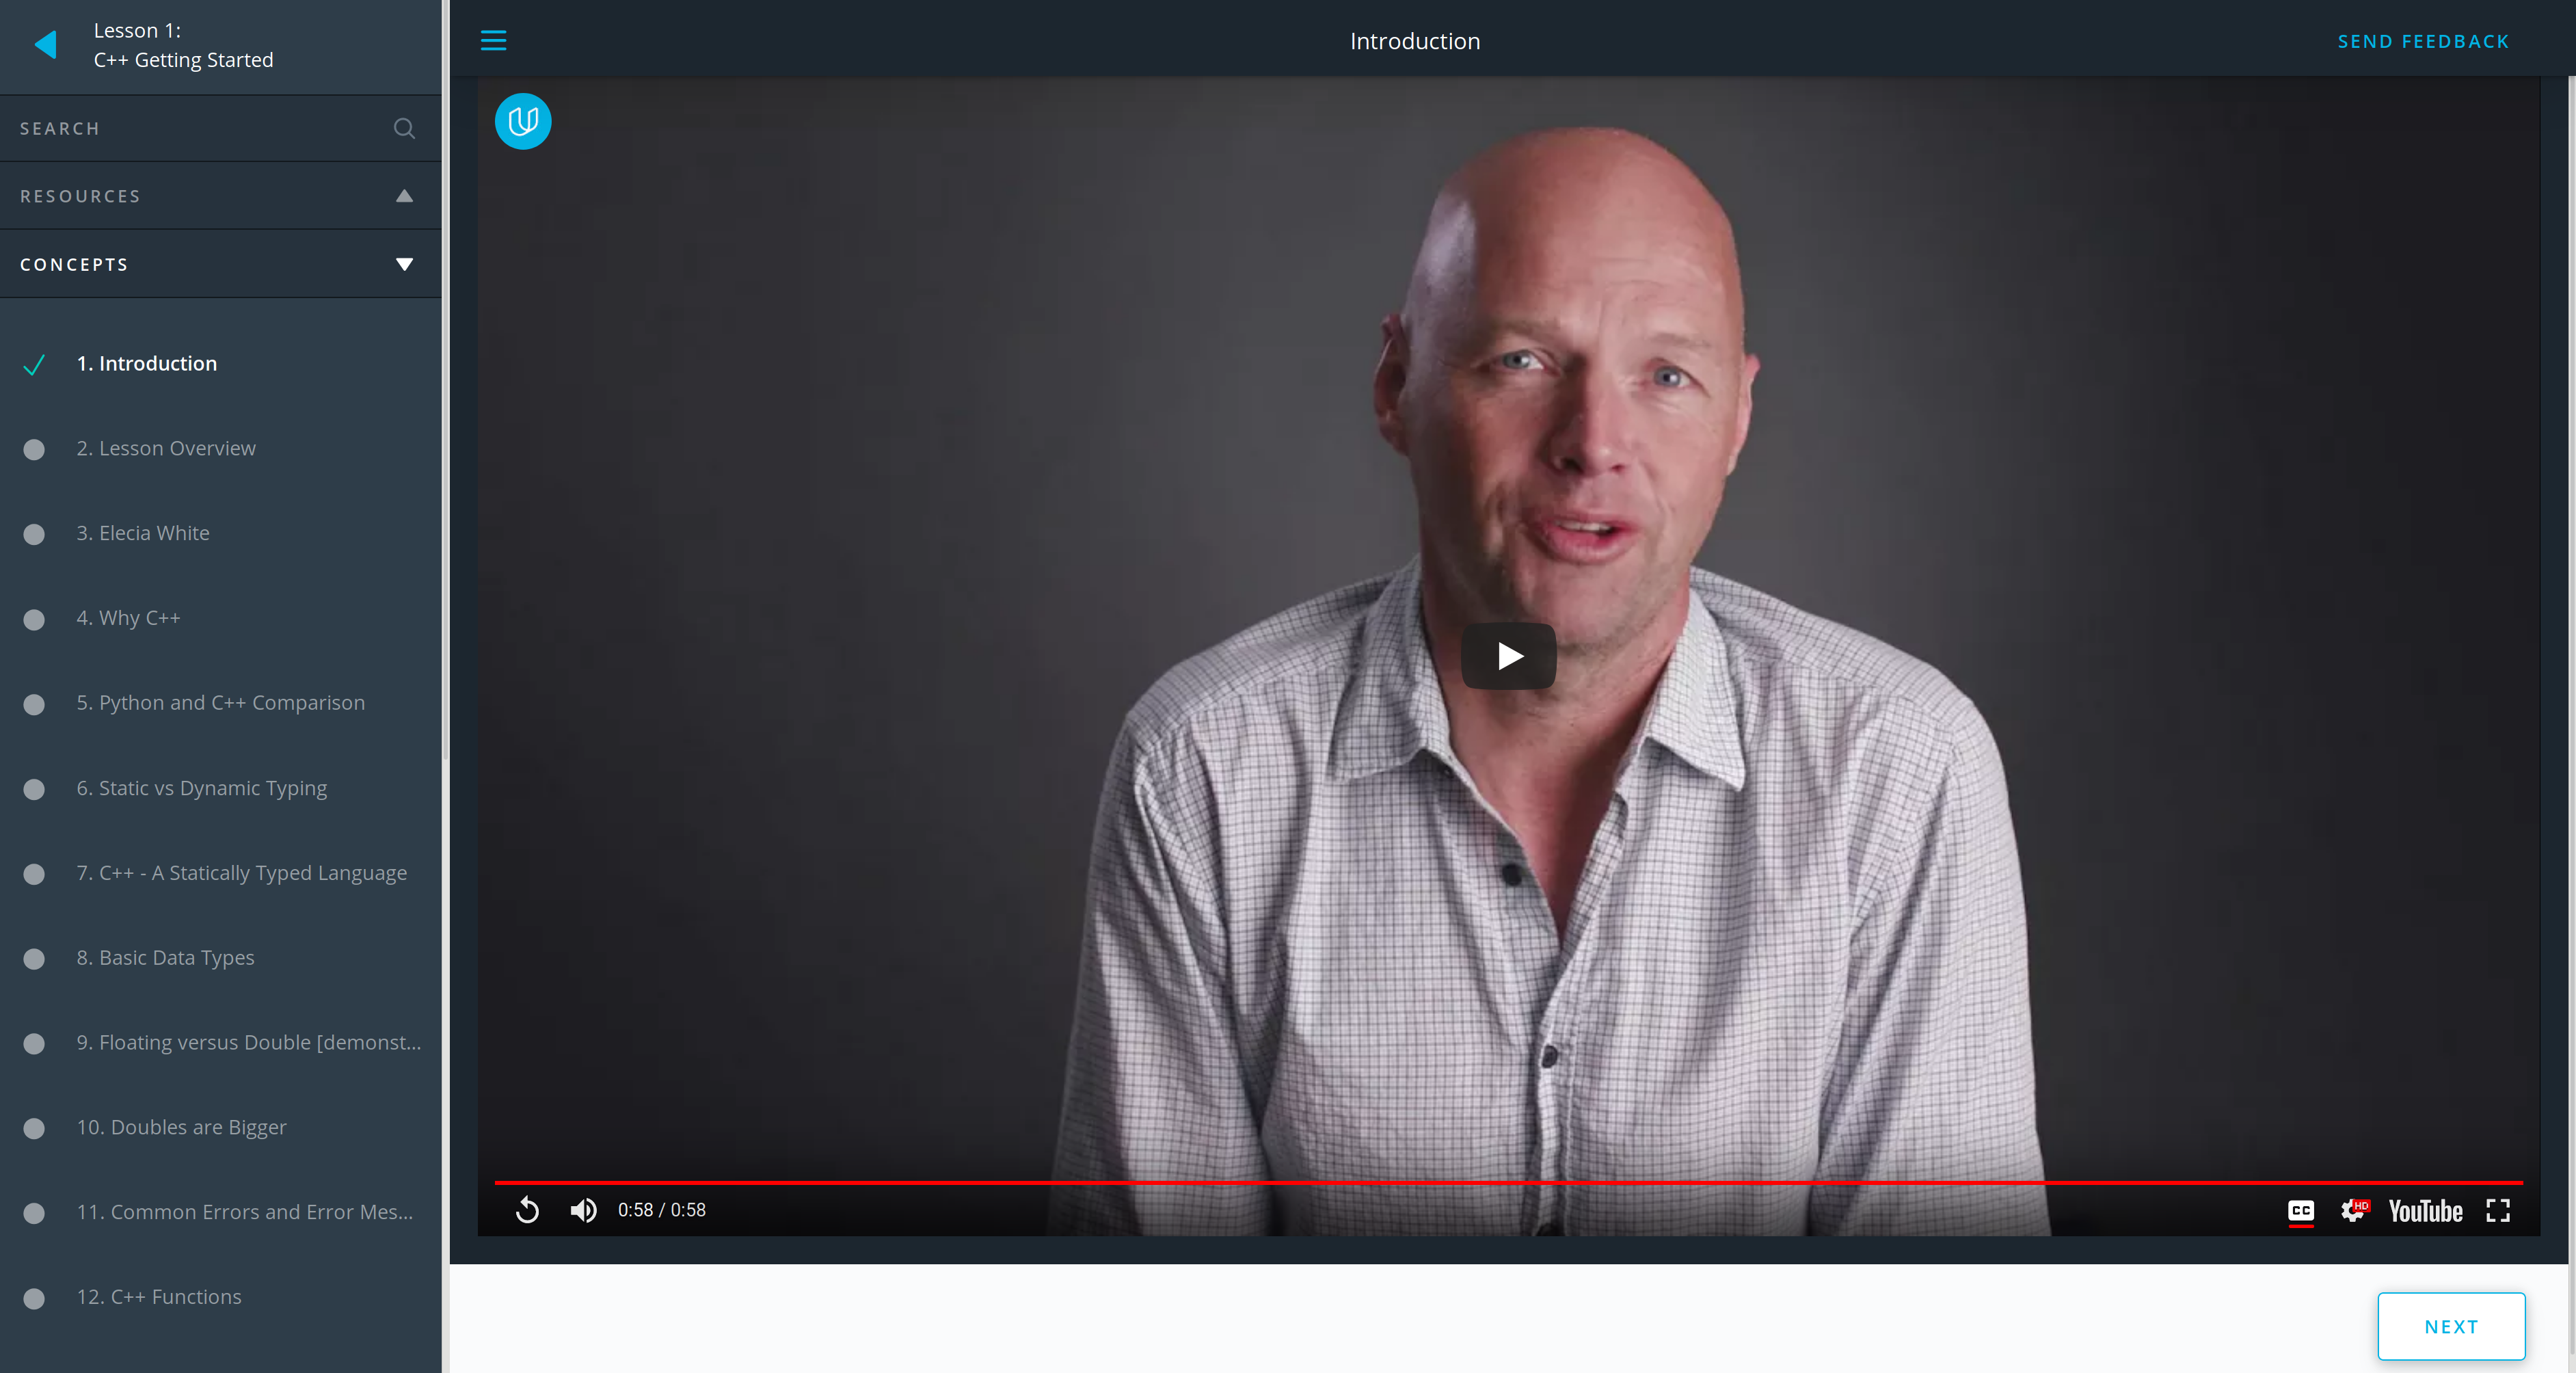 Lesson 1:
C++ Getting Started
SEARCH
RESOURCES
CONCEPTS
1. Introduction
2. Lesson Overview
3. Elecia White
4. Why C++
5. Python and C++ Comparison
6. Static vs Dynamic Typing
7. C++ - A Statically Typed Language
8. Basic Data Types
9. Floating versus Double [demonst...
10. Doubles are Bigger
11. Common Errors and Error Mes...
12. C++ Functions
Introduction
SEND FEEDBACK
0:58 / 0:58
CC
HD
YouTube
NEXT